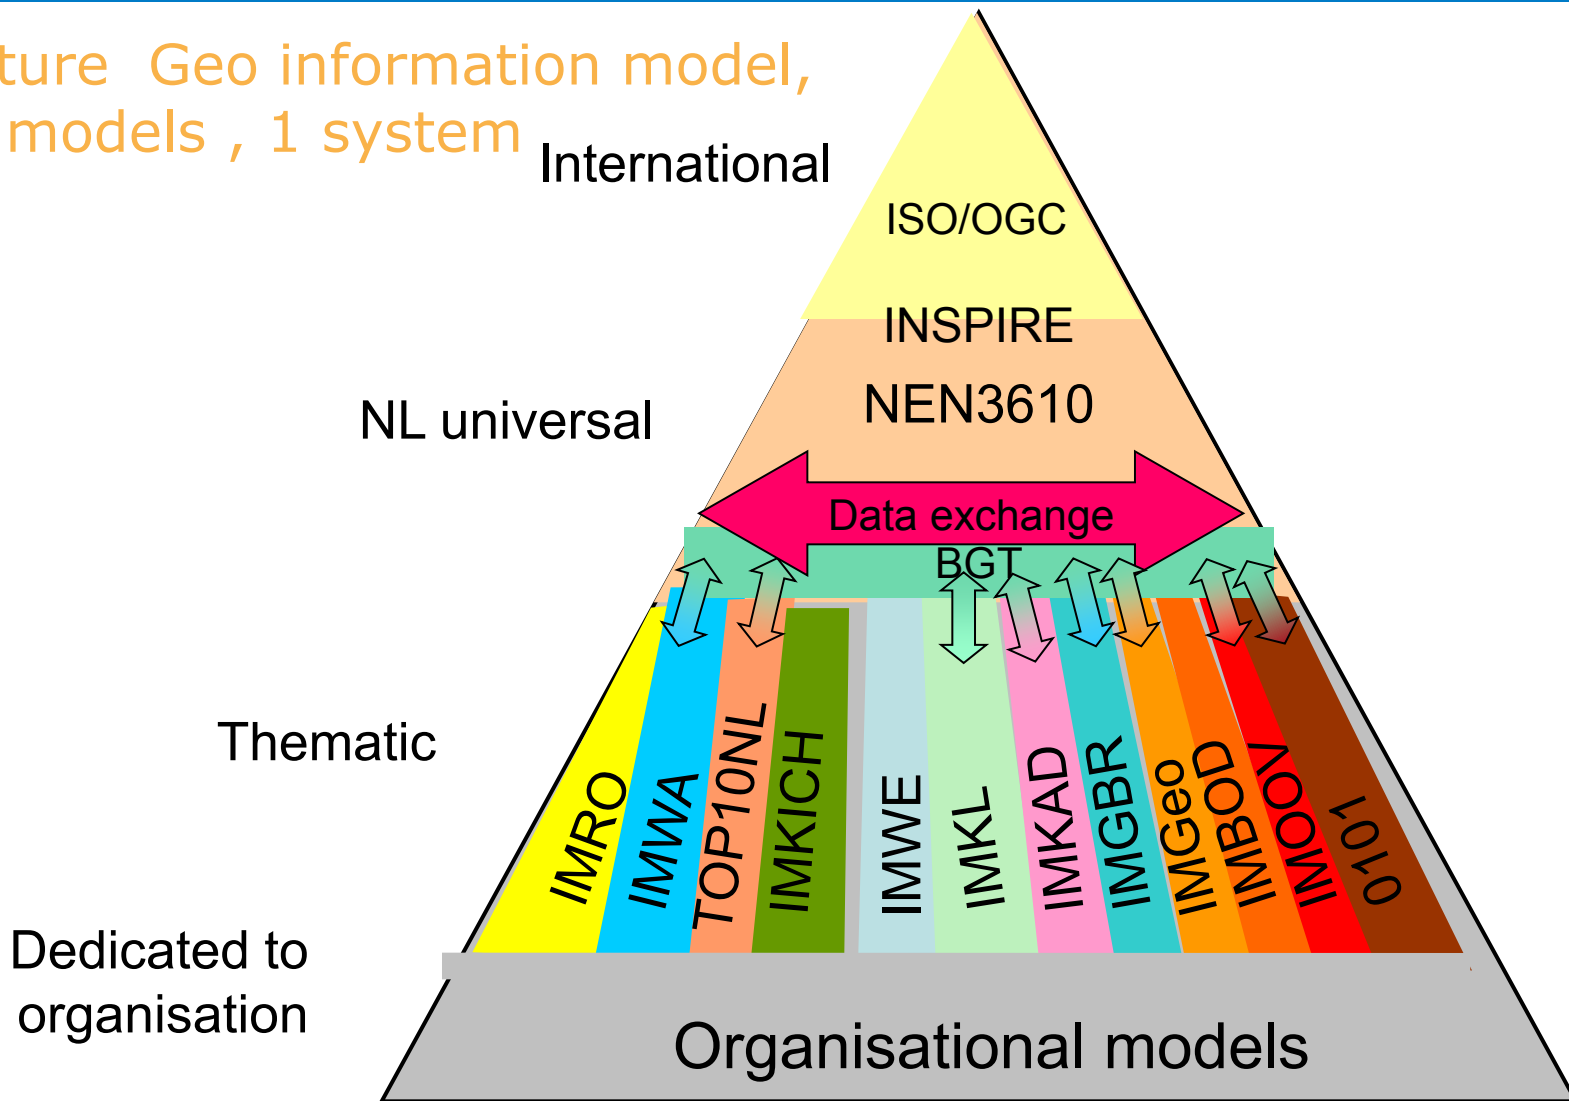 ture Geo information model,
models , 1 system
International
ISO/OGC
INSPIRE
NEN3610
NL universal
Data exchange
BGT
Thematic
IMRO
IMWA
TOP10NL
IMKICH
IMWE
IMKL
IMKAD
IMGBR
IMGeo
IMBOD
IMOOV
0101
Dedicated to
organisation
Organisational models